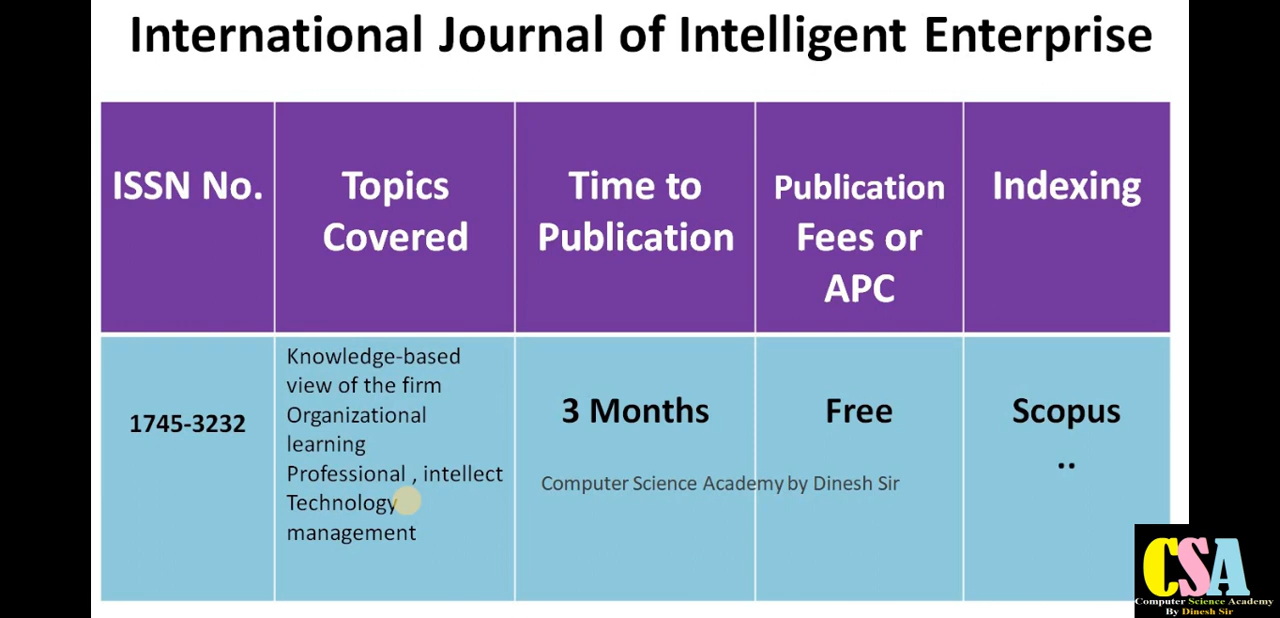 International Journal of Intelligent Enterprise
ISSN No.
Topics
Covered
Time to
Publication
Publication
Fees or
APC
Indexing
1745-3232
Knowledge-based
view of the firm
Organizational
learning
Professional , intellect
Technology
management
3 Months
Free
Scopus
..
Computer Science Academy by Dinesh Sir
CSA
Computer Science Academy
By Dinesh Sir